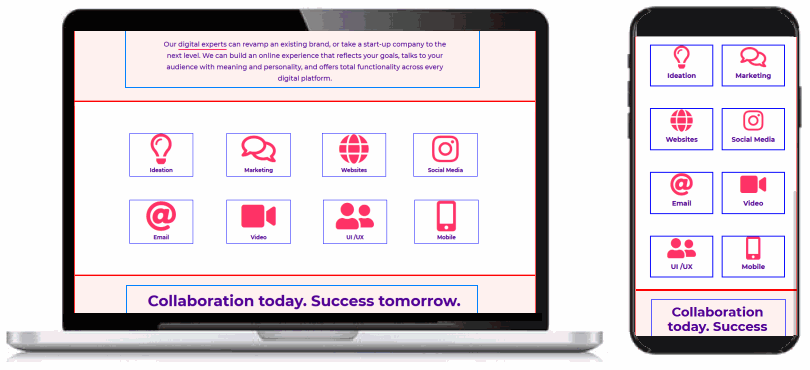 Our digital experts can revamp an existing brand, or take a start-up company to the
next level. We can build an online experience that reflects your goals, talks to your
audience with meaning and personality, and offers total functionality across every
digital platform.
Ideation
Marketing
Websites
Social Media
Email
Video
UI /UX
Mobile
Collaboration today. Success tomorrow.
Ideation
Marketing
Websites
Social Media
Email
Video
UI /UX
Mobile
Collaboration
today. Success